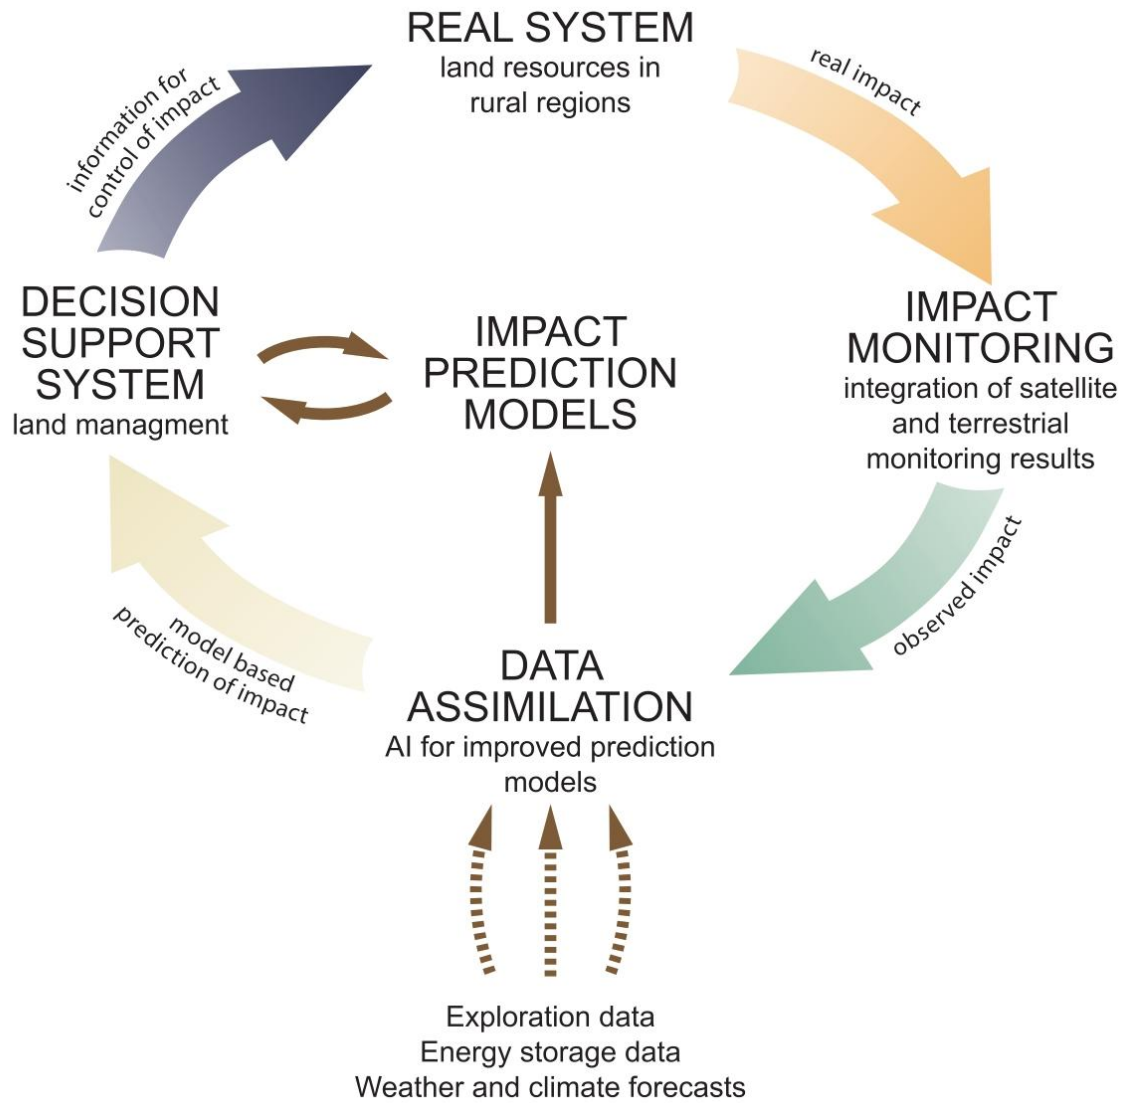 REAL SYSTEM
land resources in
rural regions
real impact
information for
control of impact
DECISION
SUPPORT
SYSTEM
land managment
IMPACT
PREDICTION
MODELS
IMPACT
MONITORING
integration of satellite
and terrestrial
monitoring results
observed impact
model based
prediction of impact
DATA
ASSIMILATION
AI for improved prediction
models
Exploration data
Energy storage data
Weather and climate forecasts